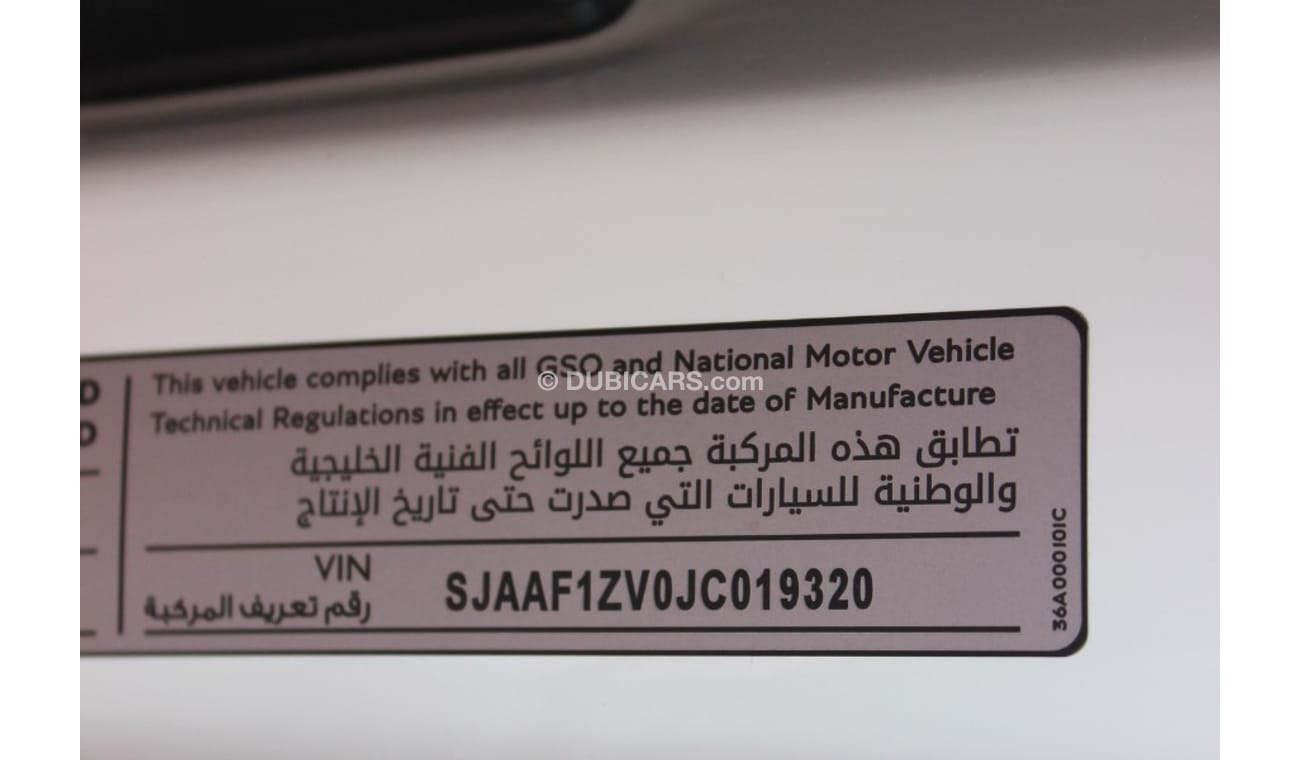 D
D
This vehicle complies with all GSO and National Motor Vehicle
Technical Regulations in effect up to the date of Manufacture
تطابق هذه المركبة جميع اللوائح الفنية الخليجية
والوطنية للسيارات التي صدرت حتى تاريخ الإنتاج
VIN
رقم تعريف المركبة
SJAAF1ZV0JC019320
36A000101C
© DUBICARS.com